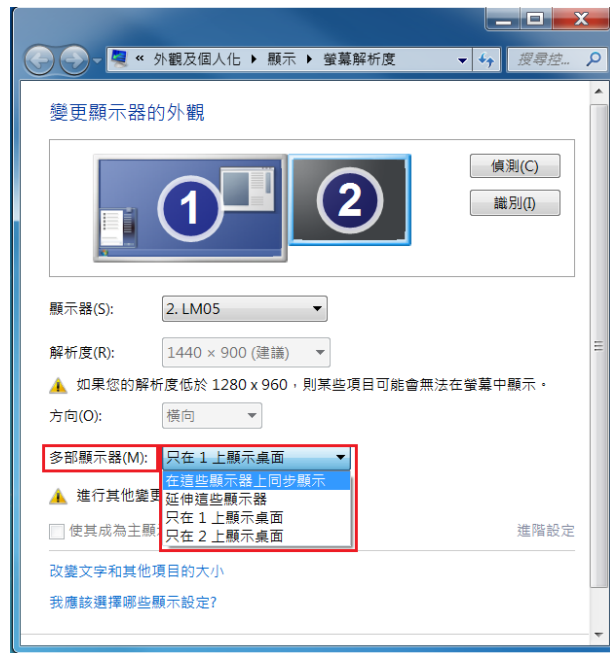 « 外觀及個人化 ▸ 顯示 ▸ 螢幕解析度
搜尋控...
變更顯示器的外觀
1
2
偵測(C)
識別(I)
顯示器(S): 2. LM05
解析度(R): 1440 × 900 (建議)
如果您的解析度低於 1280 x 960，則某些項目可能會無法在螢幕中顯示。
方向(O): 橫向
多部顯示器(M): 只在 1 上顯示桌面
在這些顯示器上同步顯示
進行其他變更
延伸這些顯示器
只在 1 上顯示桌面
使其成為主顯
只在 2 上顯示桌面
進階設定
改變文字和其他項目的大小
我應該選擇哪些顯示設定?